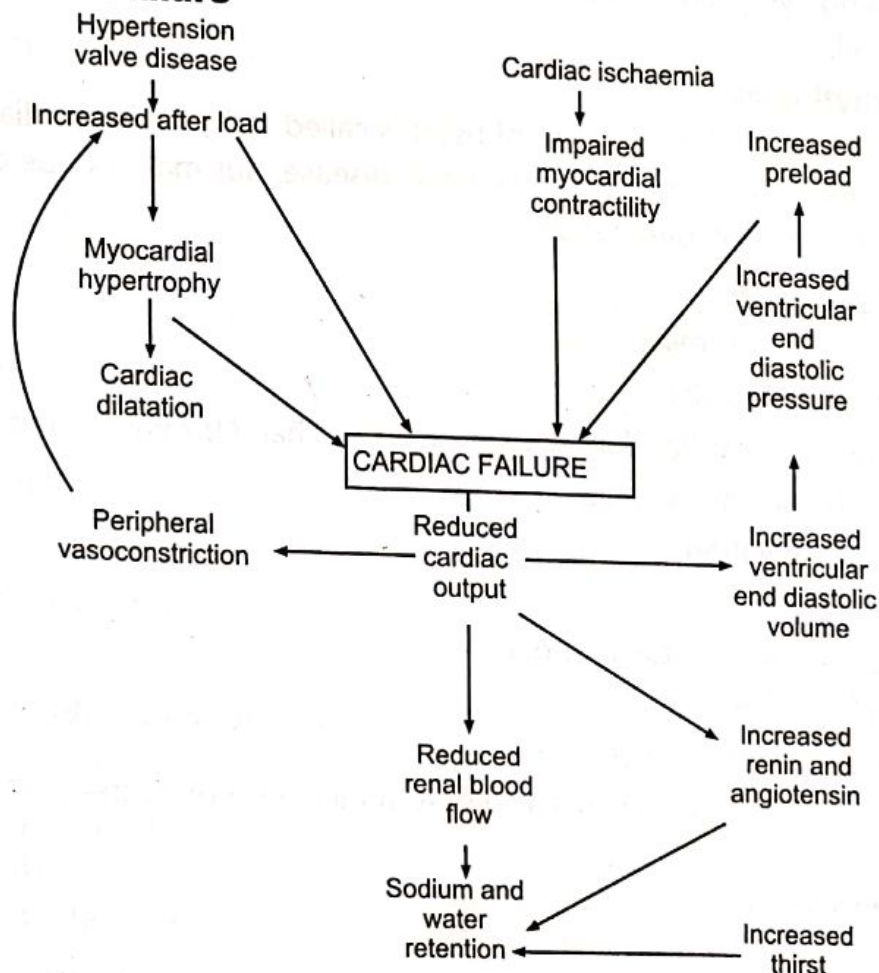 Hypertension
valve disease
Increased after load
Myocardial
hypertrophy
Cardiac
dilatation
Cardiac ischaemia
Impaired
myocardial
contractility
Increased
preload
Increased
ventricular
end
diastolic
pressure
CARDIAC FAILURE
Peripheral
vasoconstriction
Reduced
cardiac
output
Increased
ventricular
end diastolic
volume
Reduced
renal blood
flow
Increased
renin and
angiotensin
Sodium and
water
retention
Increased
thirst